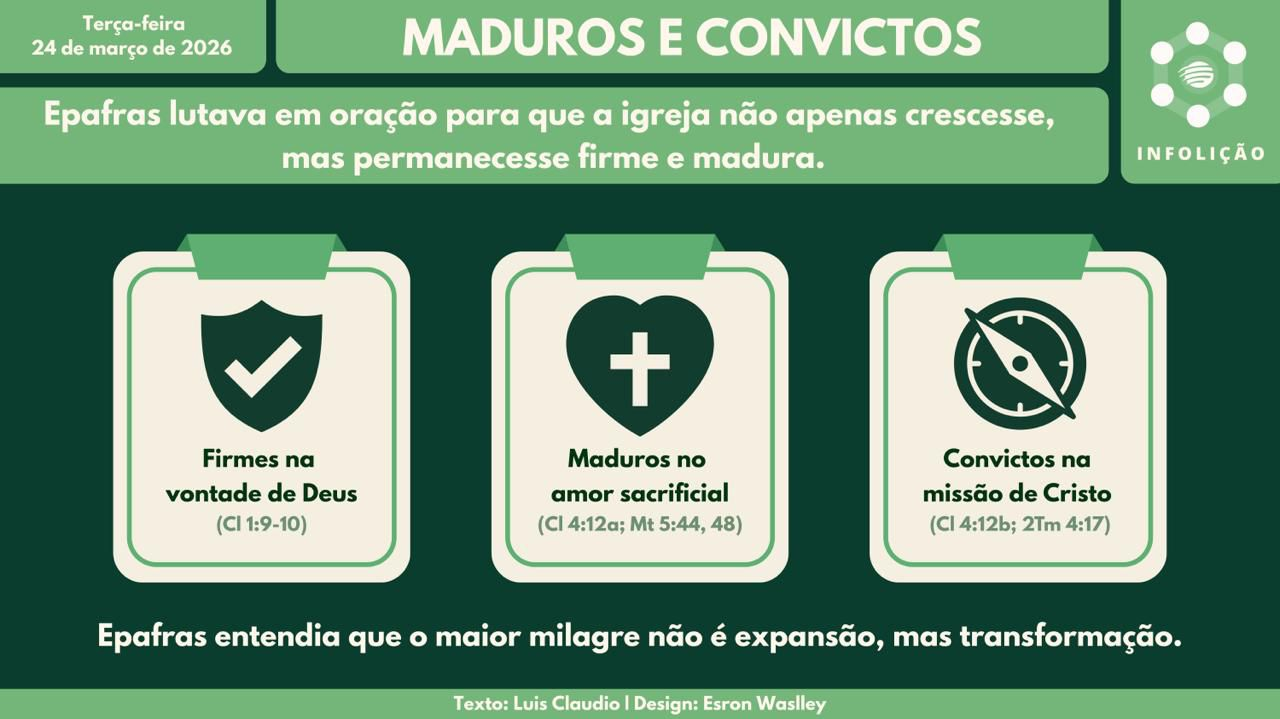 Terça-feira
24 de março de 2026
MADUROS E CONVICTOS
INFOLIÇÃO
Epafras lutava em oração para que a igreja não apenas crescesse,
mas permanecesse firme e madura.
Firmes na
vontade de Deus
(Cl 1:9-10)
Maduros no
amor sacrificial
(Cl 4:12a; Mt 5:44, 48)
Convictos na
missão de Cristo
(Cl 4:12b; 2Tm 4:17)
Epafras entendia que o maior milagre não é expansão, mas transformação.
Texto: Luis Claudio | Design: Esron Waslley